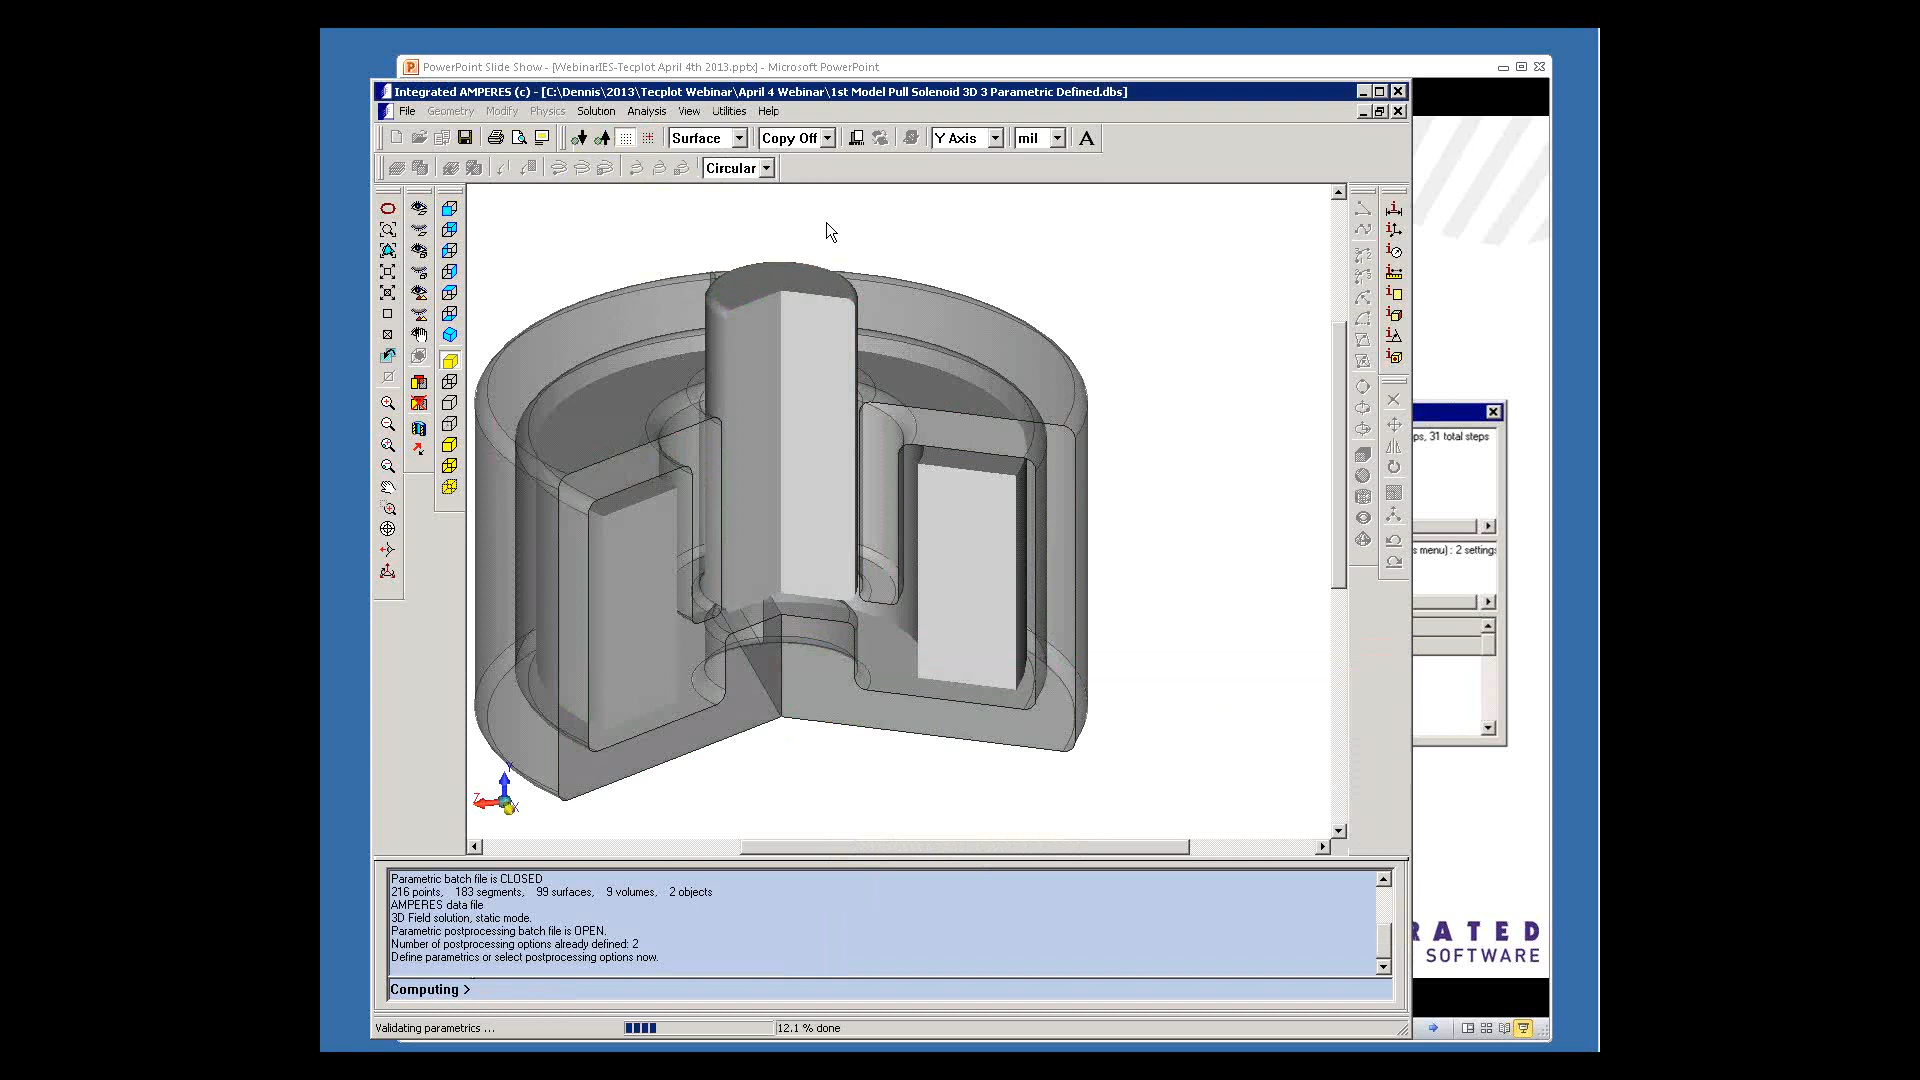 PowerPoint Slide Show - [WebinarIES-Tecplot April 4th 2013.pptx] - Microsoft PowerPoint
Integrated AMPERES (c) - [C:\Dennis\2013\Tecplot Webinar\April 4 Webinar\1st Model Pull Solenoid 3D 3 Parametric Defined.dbs]
File Geometry Modify Physics Solution Analysis View Utilities Help
Surface Copy Off Y Axis mil A
Circular
ps, 31 total steps
s menu) : 2 settings
Y
Z
X
Parametric batch file is CLOSED
216 points, 183 segments, 99 surfaces, 9 volumes, 2 objects
AMPERES data file
3D Field solution, static mode.
Parametric postprocessing batch file is OPEN.
Number of postprocessing options already defined: 2
Define parametrics or select postprocessing options now.
RATED
SOFTWARE
Computing >
Validating parametrics ... 12.1 % done